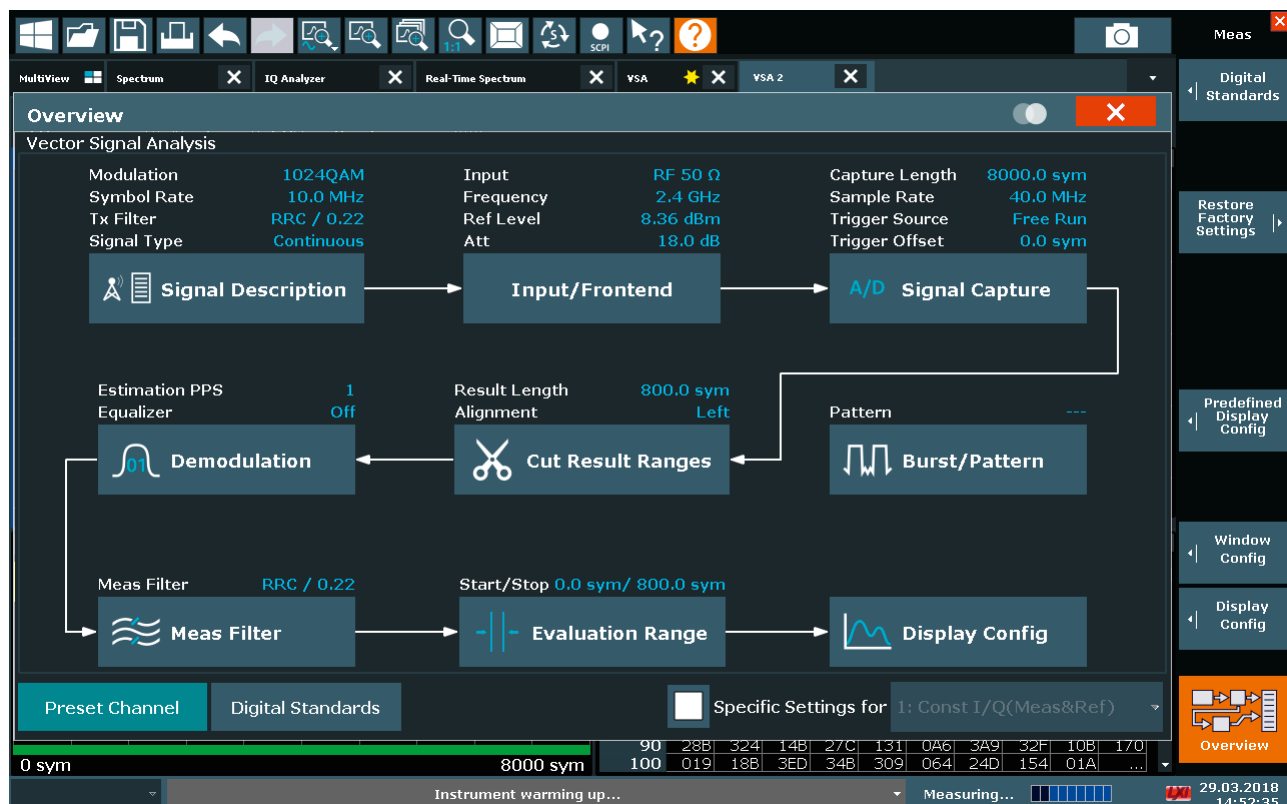 1:1
S
SCPI
?
?
Meas
MultiView
Spectrum
IQ Analyzer
Real-Time Spectrum
VSA
VSA 2
Digital
Standards
Overview
Vector Signal Analysis
Modulation 1024QAM
Symbol Rate 10.0 MHz
Tx Filter RRC / 0.22
Signal Type Continuous
Input RF 50 Ω
Frequency 2.4 GHz
Ref Level 8.36 dBm
Att 18.0 dB
Capture Length 8000.0 sym
Sample Rate 40.0 MHz
Trigger Source Free Run
Trigger Offset 0.0 sym
Restore
Factory
Settings
Signal Description
Input/Frontend
A/D Signal Capture
Estimation PPS 1
Equalizer Off
Result Length 800.0 sym
Alignment Left
Pattern ---
Predefined
Display
Config
01 Demodulation
Cut Result Ranges
Burst/Pattern
Window
Config
Meas Filter RRC / 0.22
Start/Stop 0.0 sym/ 800.0 sym
Display
Config
Meas Filter
Evaluation Range
Display Config
Preset Channel
Digital Standards
Specific Settings for 1: Const I/Q(Meas&Ref)
Overview
90 28B 324 14B 27C 131 0A6 3A9 32F 10B 170
0 sym 8000 sym
100 019 18B 3ED 34B 309 064 24D 154 01A ...
Instrument warming up...
Measuring...
LXI
29.03.2018
14:52:35